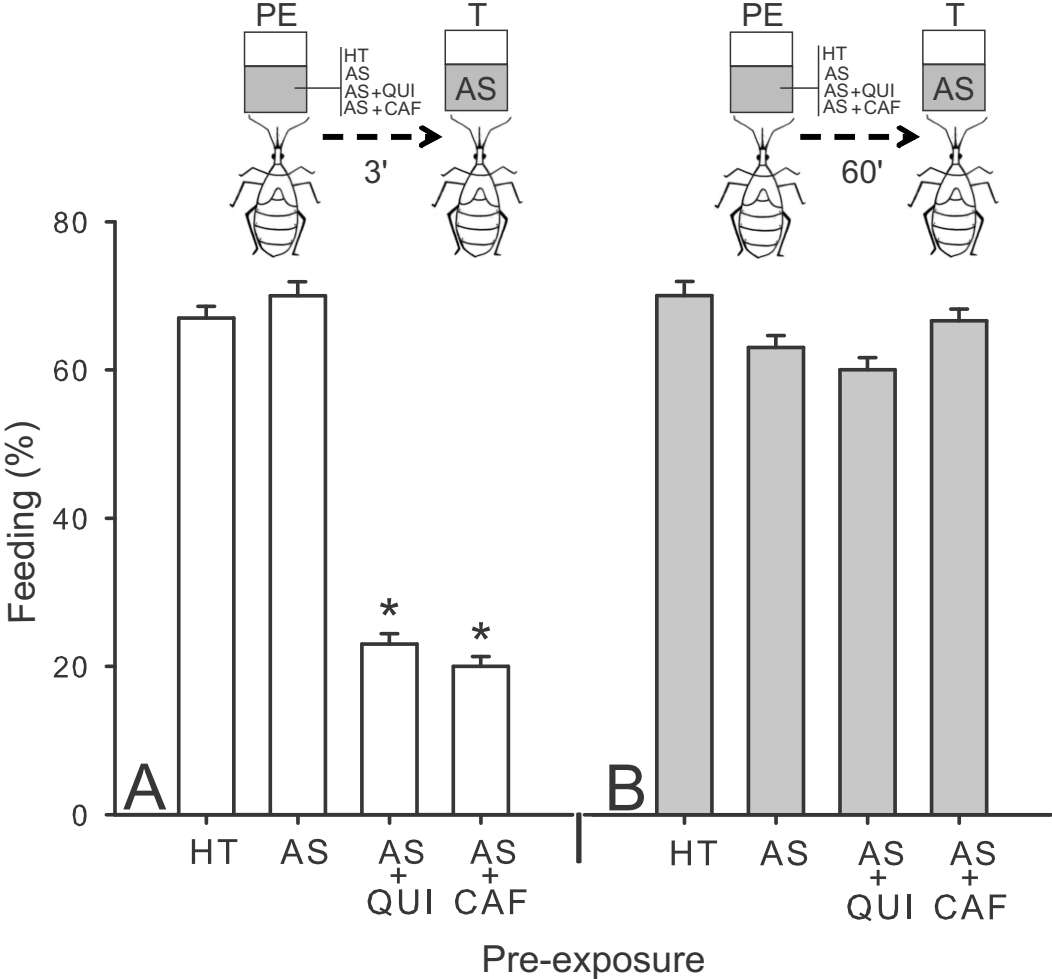 PE
T
HT
AS
AS+QUI
AS+CAF
AS
3'
PE
T
HT
AS
AS+QUI
AS+CAF
AS
60'
Feeding (%)
80
60
40
20
0
A
B
HT
AS
AS
+
QUI
AS
+
CAF
HT
AS
AS
+
QUI
AS
+
CAF
*
*
Pre-exposure